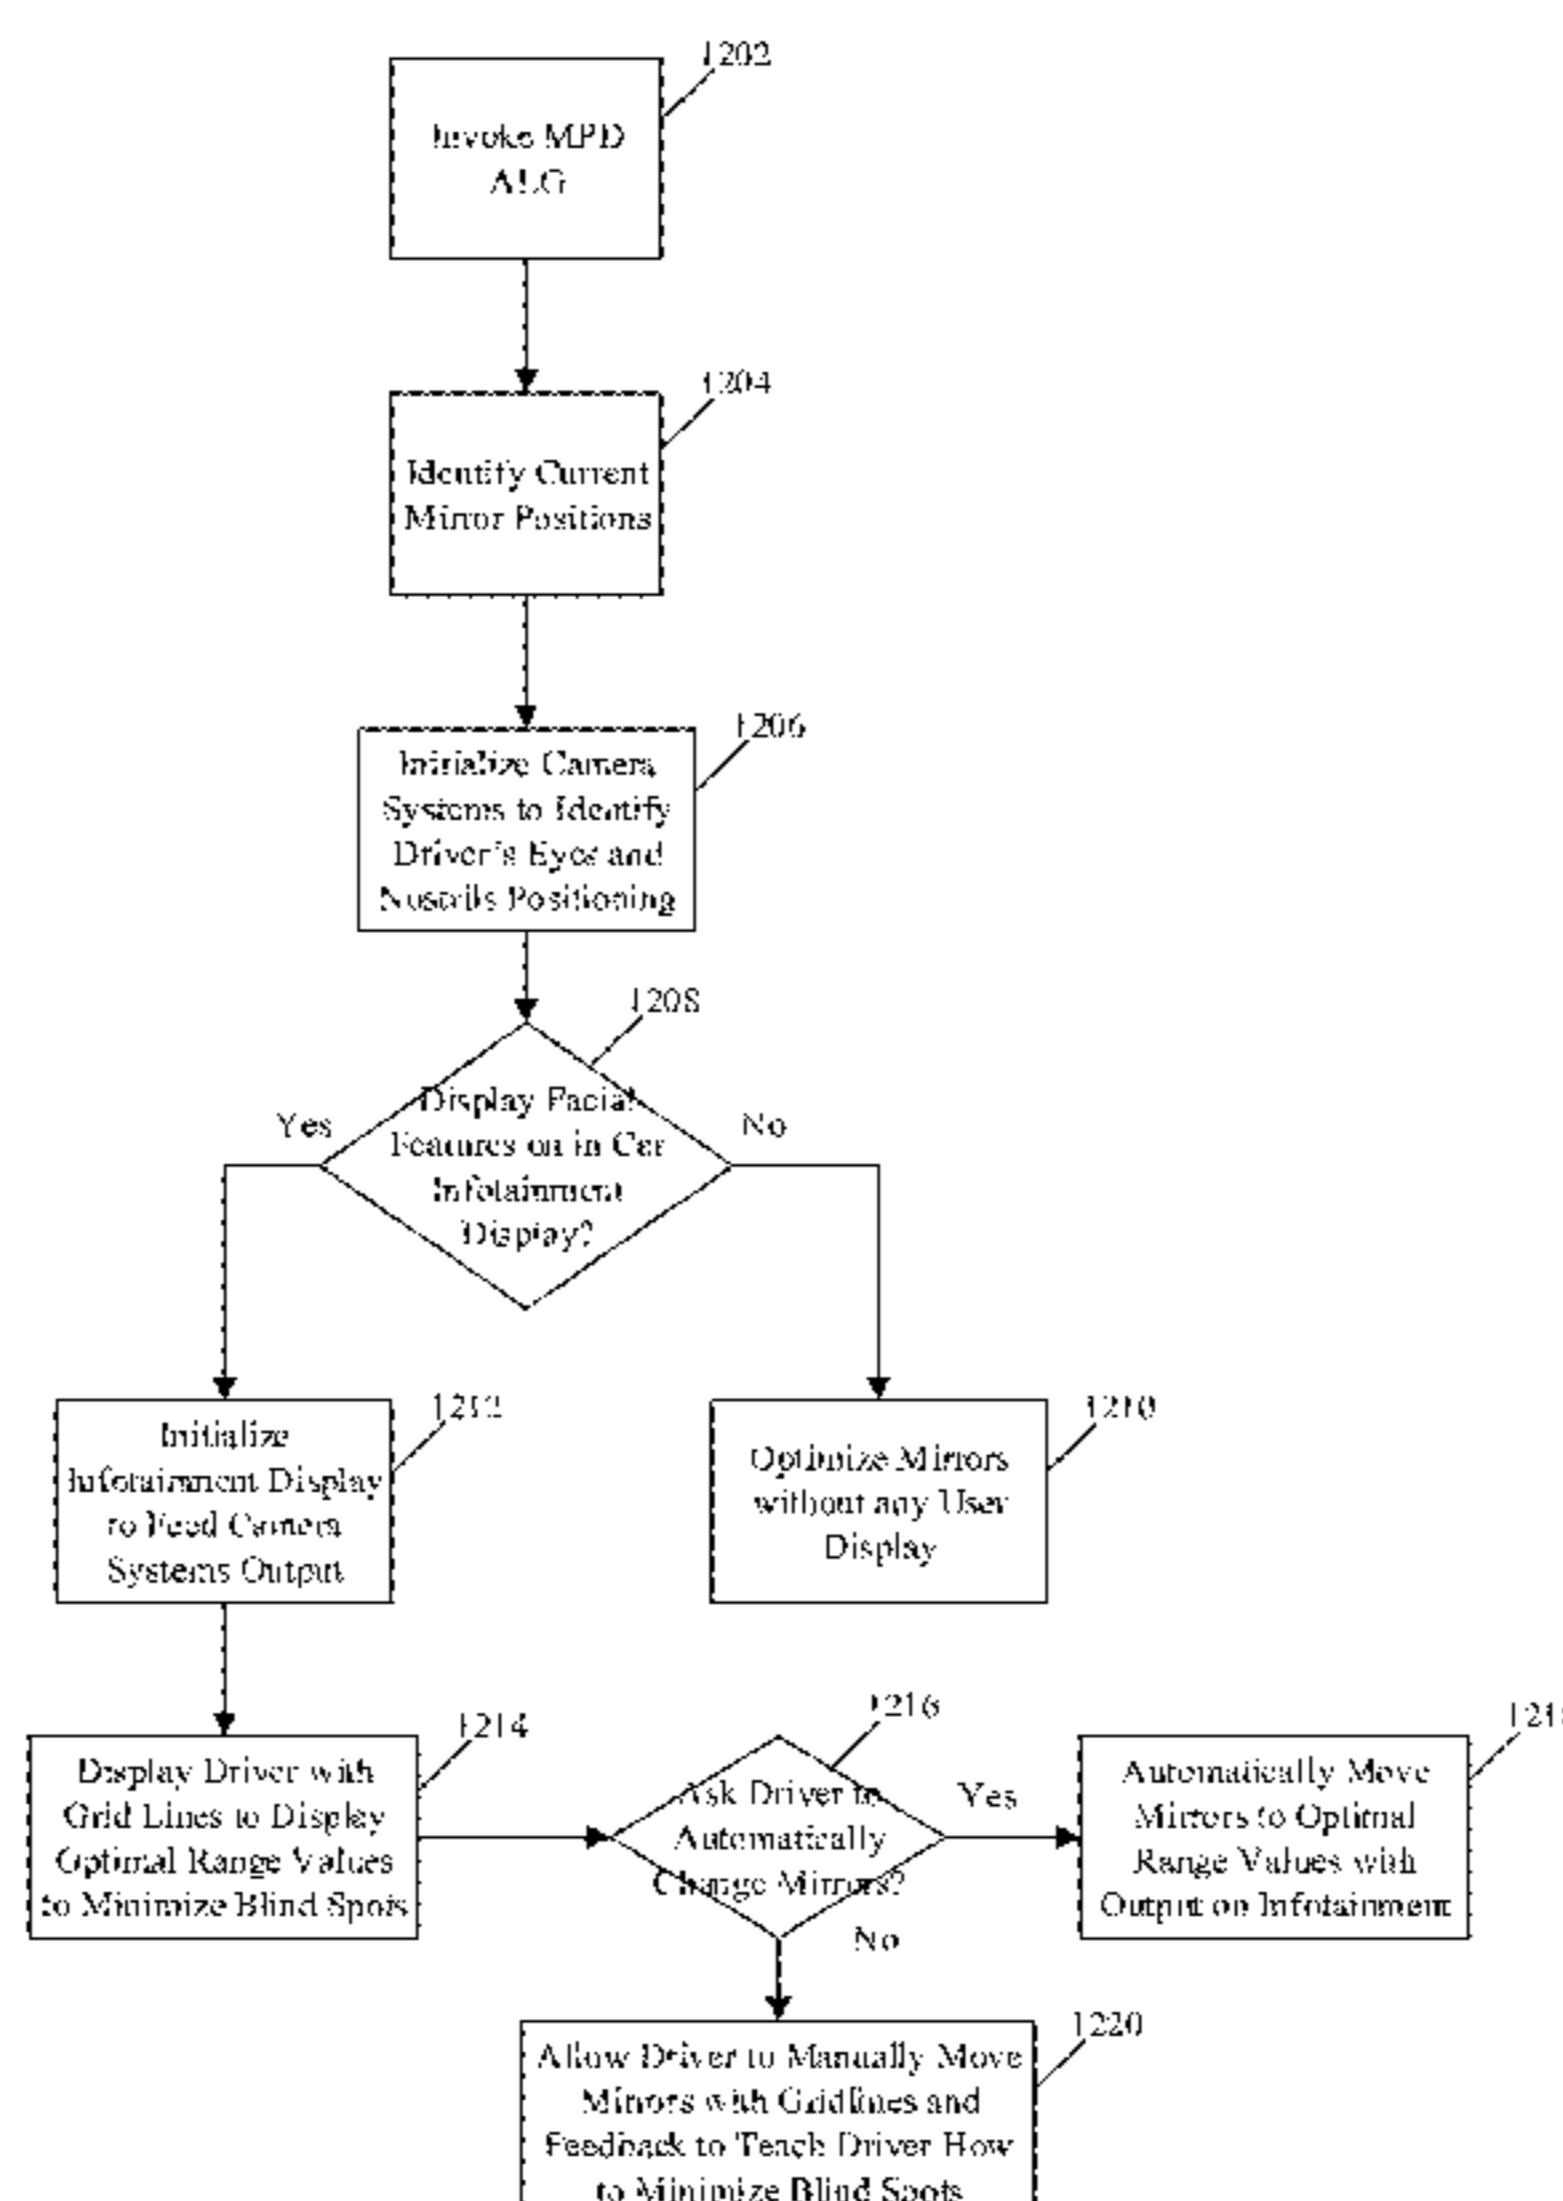 1202
Invoke MPD
ALG
1204
Identify Current
Mirror Positions
1206
Initialize Camera
Systems to Identify
Driver's Eyes and
Nostrils Positioning
1208
Display Facial
Features on in Car
Infotainment
Display?
Yes
No
1212
Initialize
Infotainment Display
to Feed Camera
Systems Output
1210
Optimize Mirrors
without any User
Display
1214
Display Driver with
Grid Lines to Display
Optimal Range Values
to Minimize Blind Spots
1216
Ask Driver to
Automatically
Change Mirrors?
Yes
No
Automatically Move
Mirrors to Optimal
Range Values with
Output on Infotainment
1220
Allow Driver to Manually Move
Mirrors with Gridlines and
Feedback to Teach Driver How
to Minimize Blind Spots